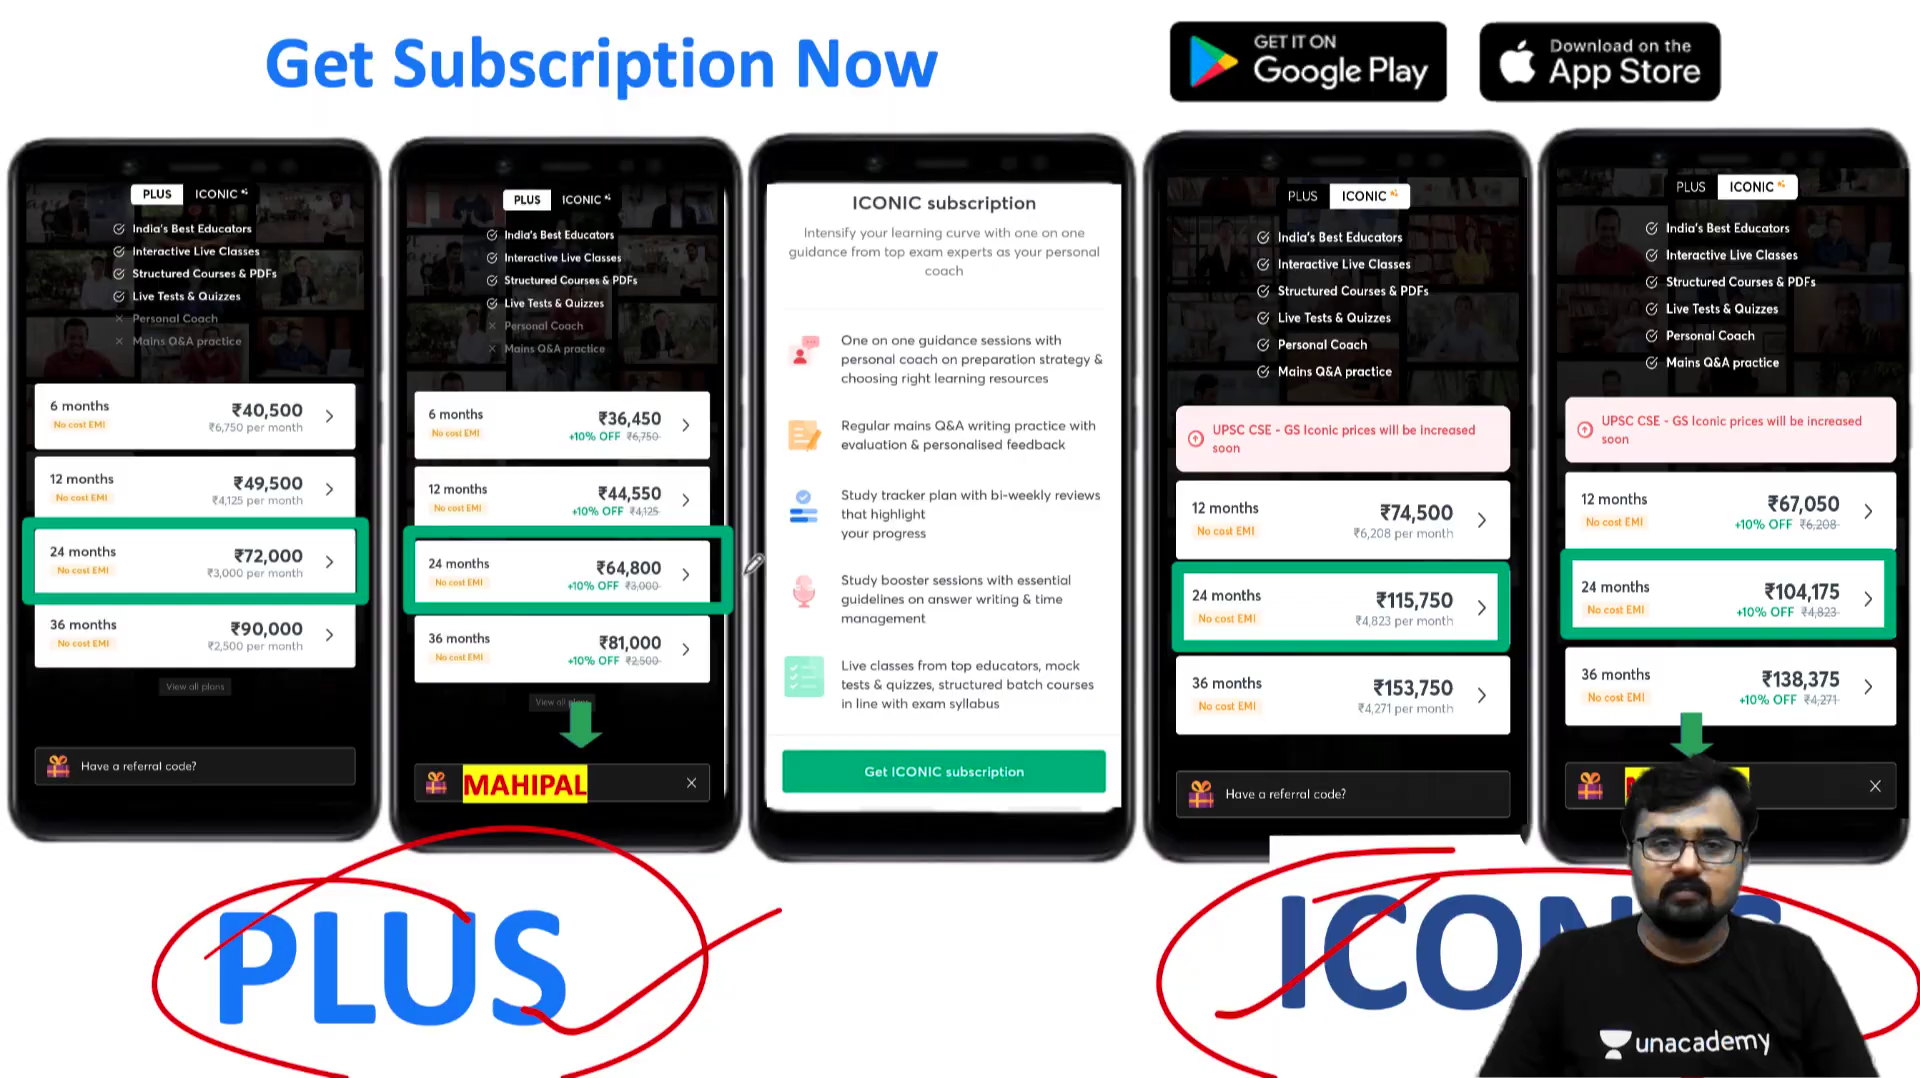 Get Subscription Now
GET IT ON
Google Play
Download on the
App Store
PLUS ICONIC
India's Best Educators
Interactive Live Classes
Structured Courses & PDFs
Live Tests & Quizzes
Personal Coach
Mains Q&A practice
6 months ₹40,500
No cost EMI ₹6,750 per month
12 months ₹49,500
No cost EMI ₹4,125 per month
24 months ₹72,000
No cost EMI ₹3,000 per month
36 months ₹90,000
No cost EMI ₹2,500 per month
View all plans
Have a referral code?
PLUS ICONIC
India's Best Educators
Interactive Live Classes
Structured Courses & PDFs
Live Tests & Quizzes
Personal Coach
Mains Q&A practice
6 months ₹36,450
No cost EMI +10% OFF ₹6,750
12 months ₹44,550
No cost EMI +10% OFF ₹4,125
24 months ₹64,800
No cost EMI +10% OFF ₹3,000
36 months ₹81,000
No cost EMI +10% OFF ₹2,500
View all
MAHIPAL
ICONIC subscription
Intensify your learning curve with one on one
guidance from top exam experts as your personal
coach
One on one guidance sessions with
personal coach on preparation strategy &
choosing right learning resources
Regular mains Q&A writing practice with
evaluation & personalised feedback
Study tracker plan with bi-weekly reviews
that highlight
your progress
Study booster sessions with essential
guidelines on answer writing & time
management
Live classes from top educators, mock
tests & quizzes, structured batch courses
in line with exam syllabus
Get ICONIC subscription
PLUS ICONIC
India's Best Educators
Interactive Live Classes
Structured Courses & PDFs
Live Tests & Quizzes
Personal Coach
Mains Q&A practice
UPSC CSE - GS Iconic prices will be increased
soon
12 months ₹74,500
No cost EMI ₹6,208 per month
24 months ₹115,750
No cost EMI ₹4,823 per month
36 months ₹153,750
No cost EMI ₹4,271 per month
Have a referral code?
PLUS ICONIC
India's Best Educators
Interactive Live Classes
Structured Courses & PDFs
Live Tests & Quizzes
Personal Coach
Mains Q&A practice
UPSC CSE - GS Iconic prices will be increased
soon
12 months ₹67,050
No cost EMI +10% OFF ₹6,208
24 months ₹104,175
No cost EMI +10% OFF ₹4,823
36 months ₹138,375
No cost EMI +10% OFF ₹4,271
PLUS
ICON
unacademy